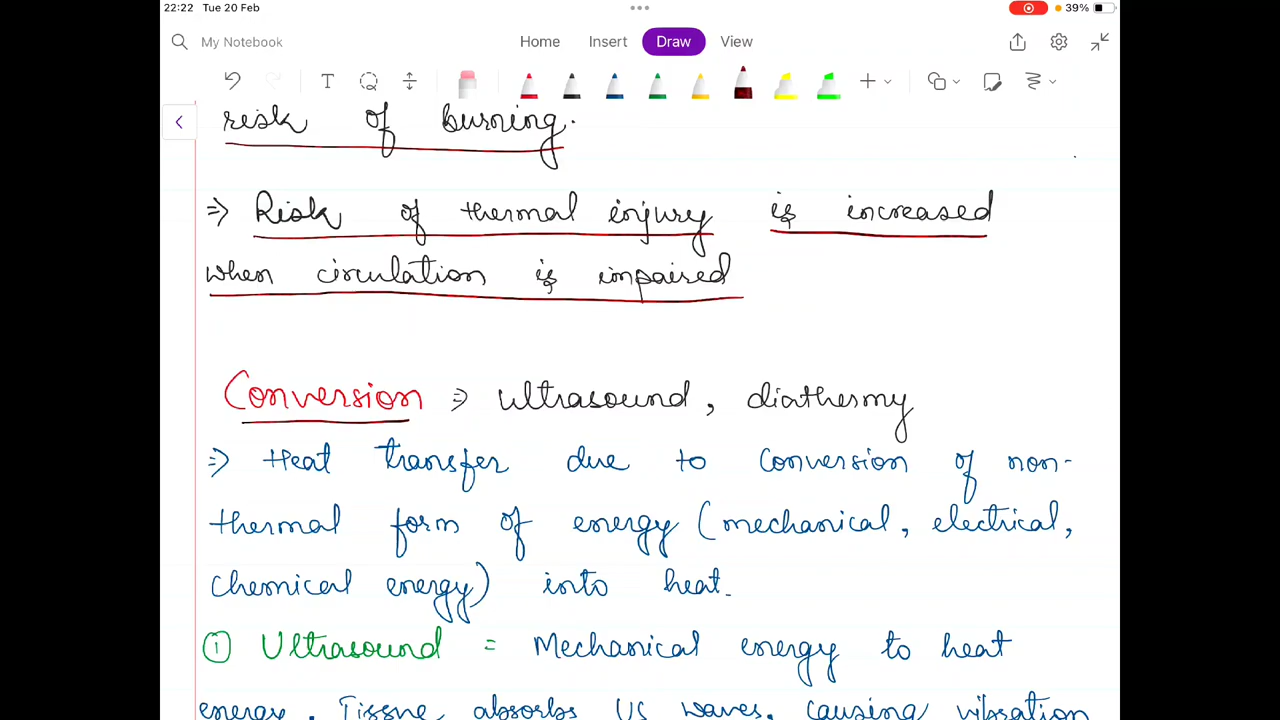 22:22 Tue 20 Feb
39%
My Notebook
Home Insert Draw View
T
risk of burning.
⇒ Risk of thermal injury is increased
when circulation is impaired
Conversion ⇒ ultrasound, diathermy
⇒ Heat transfer due to conversion of non-
thermal form of energy (mechanical, electrical,
chemical energy) into heat.
① Ultrasound = Mechanical energy to heat
energy. Tissue absorbs US waves, causing vibration